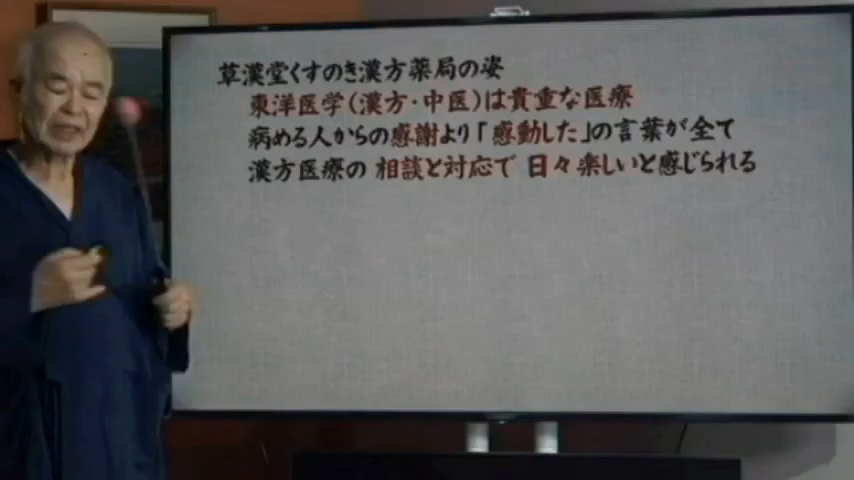 草漢堂くすのき漢方薬局の姿
東洋医学(漢方・中医)は貴重な医療
病める人からの感謝より「感動した」の言葉が全て
漢方医療の 相談と対応で 日々楽しいと感じられる